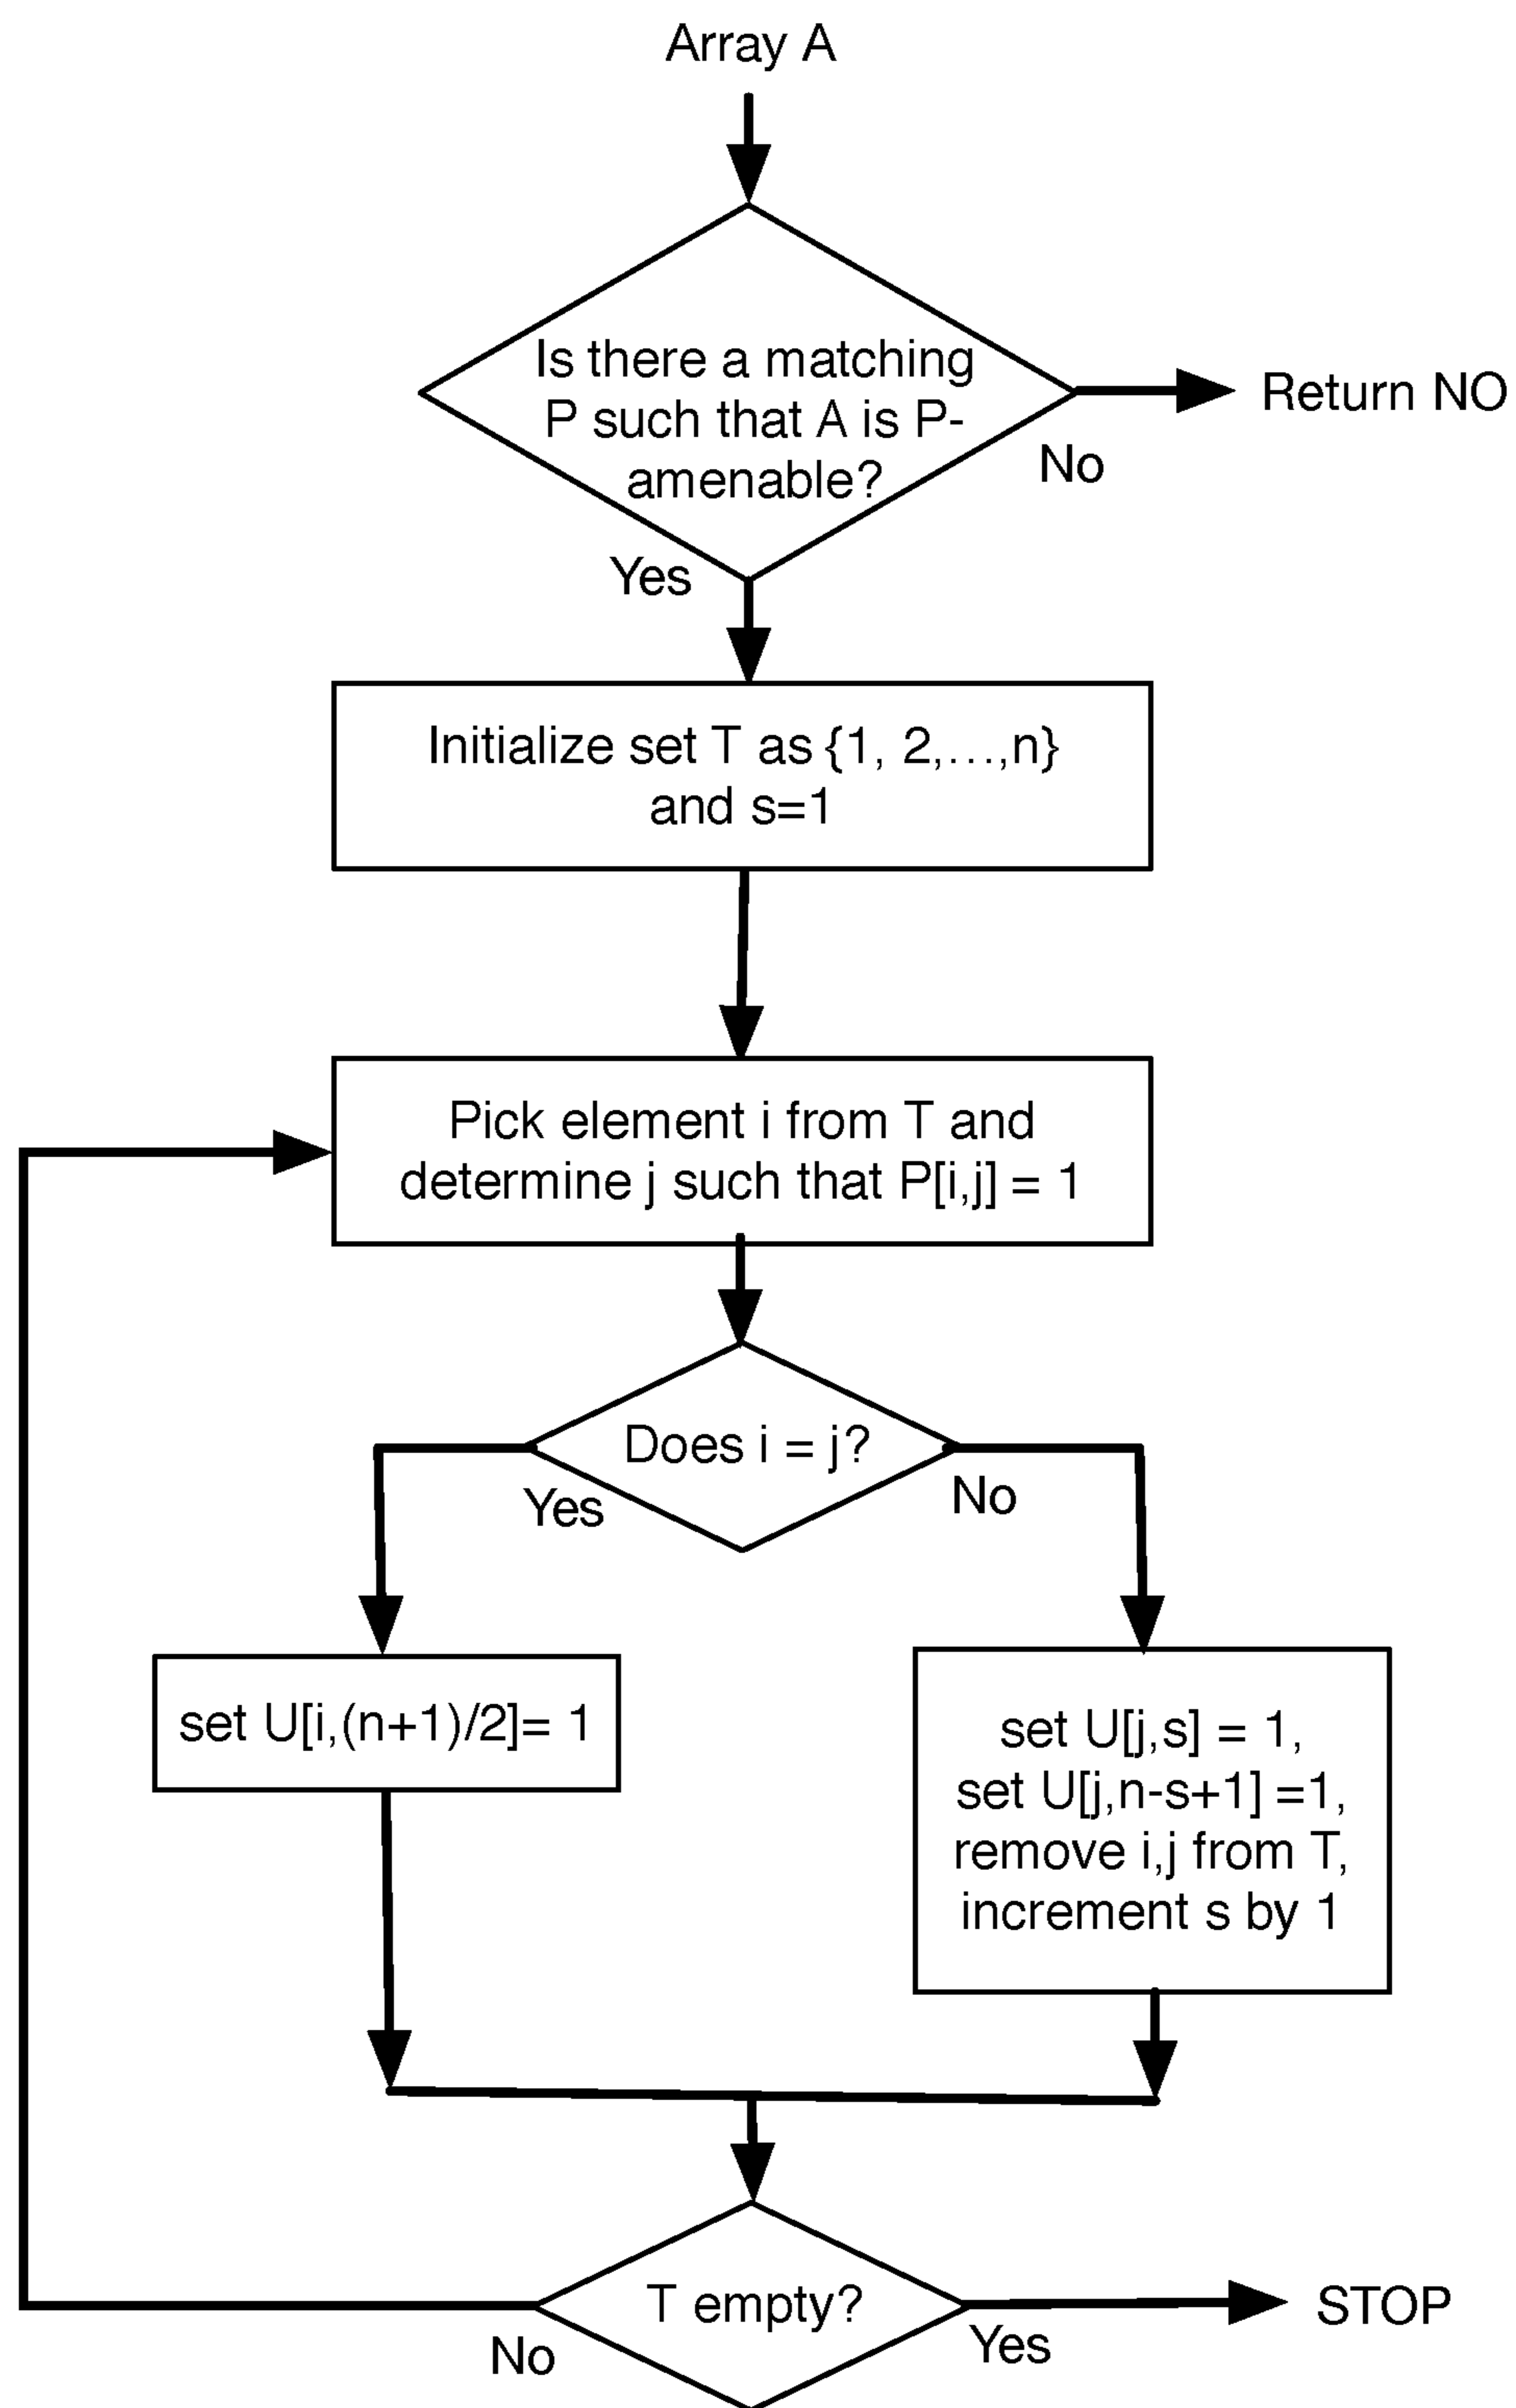 Array A
Is there a matching
P such that A is P-
amenable?
Return NO
No
Yes
Initialize set T as {1, 2,...,n}
and s=1
Pick element i from T and
determine j such that P[i,j] = 1
Does i = j?
Yes
No
set U[i,(n+1)/2]= 1
set U[j,s] = 1,
set U[j,n-s+1] =1,
remove i,j from T,
increment s by 1
T empty?
STOP
No
Yes